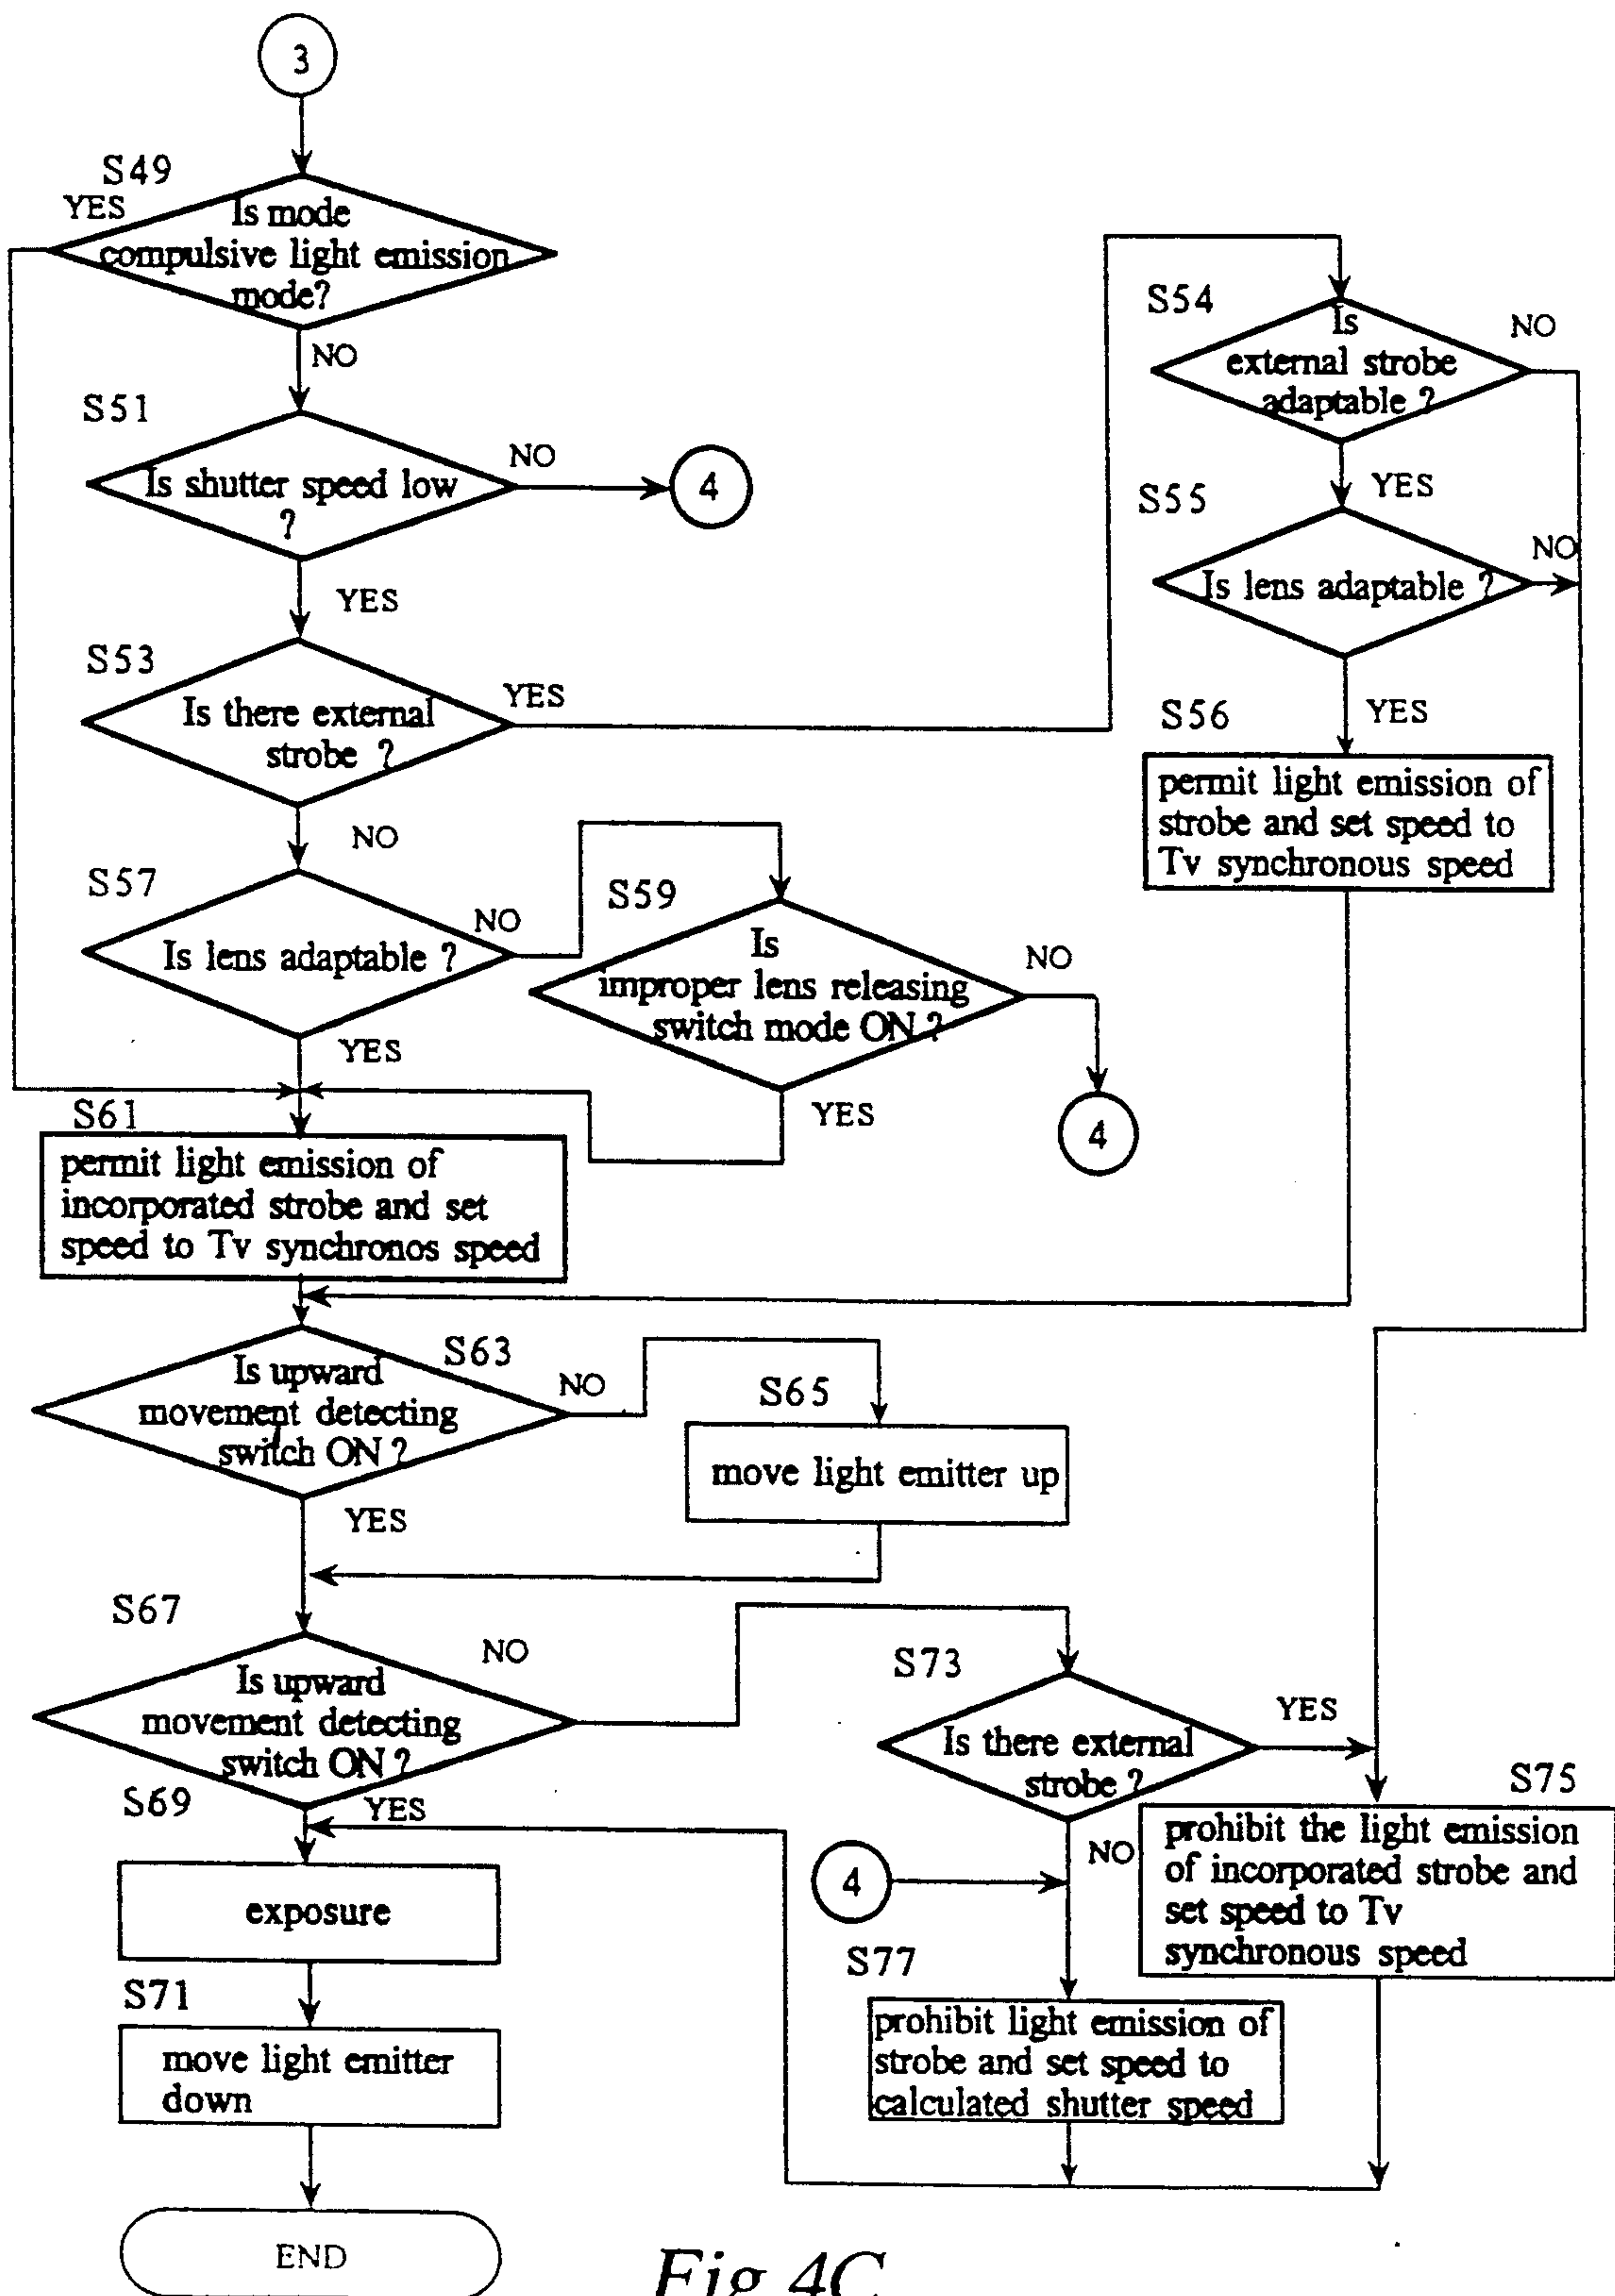 3
S49
YES
Is mode
compulsive light emission
mode?
NO
S51
Is shutter speed low
?
NO
4
YES
S53
Is there external
strobe ?
YES
NO
S57
Is lens adaptable ?
NO
YES
S59
Is
improper lens releasing
switch mode ON ?
NO
4
YES
S54
Is
external strobe
adaptable ?
NO
YES
S55
Is lens adaptable ?
NO
YES
S56
permit light emission of
strobe and set speed to
Tv synchronous speed
S61
permit light emission of
incorporated strobe and set
speed to Tv synchronos speed
S63
Is upward
movement detecting
switch ON ?
NO
S65
move light emitter up
YES
S67
Is upward
movement detecting
switch ON ?
NO
YES
S73
Is there external
strobe ?
YES
NO
S75
prohibit the light emission
of incorporated strobe and
set speed to Tv
synchronous speed
4
S77
prohibit light emission of
strobe and set speed to
calculated shutter speed
S69
exposure
S71
move light emitter
down
END
Fig 4C